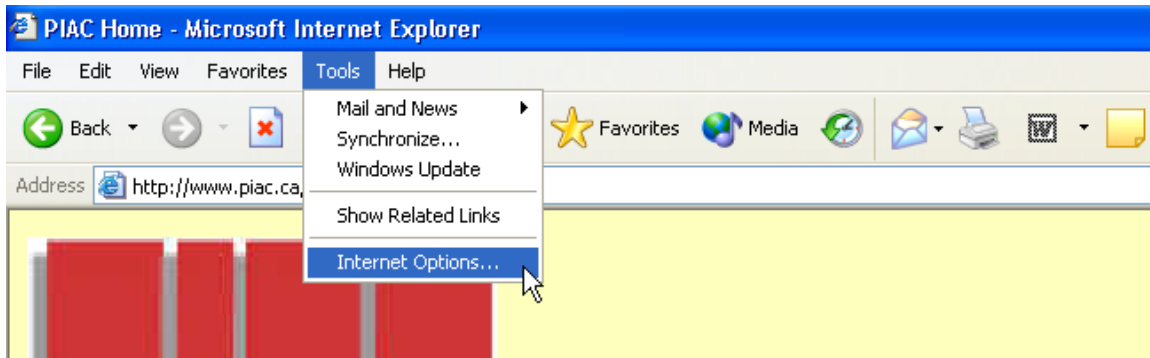 PIAC Home - Microsoft Internet Explorer
File Edit View Favorites Tools Help
Mail and News
Synchronize...
Windows Update
Show Related Links
Internet Options...
Back Favorites Media W
Address http://www.piac.ca/